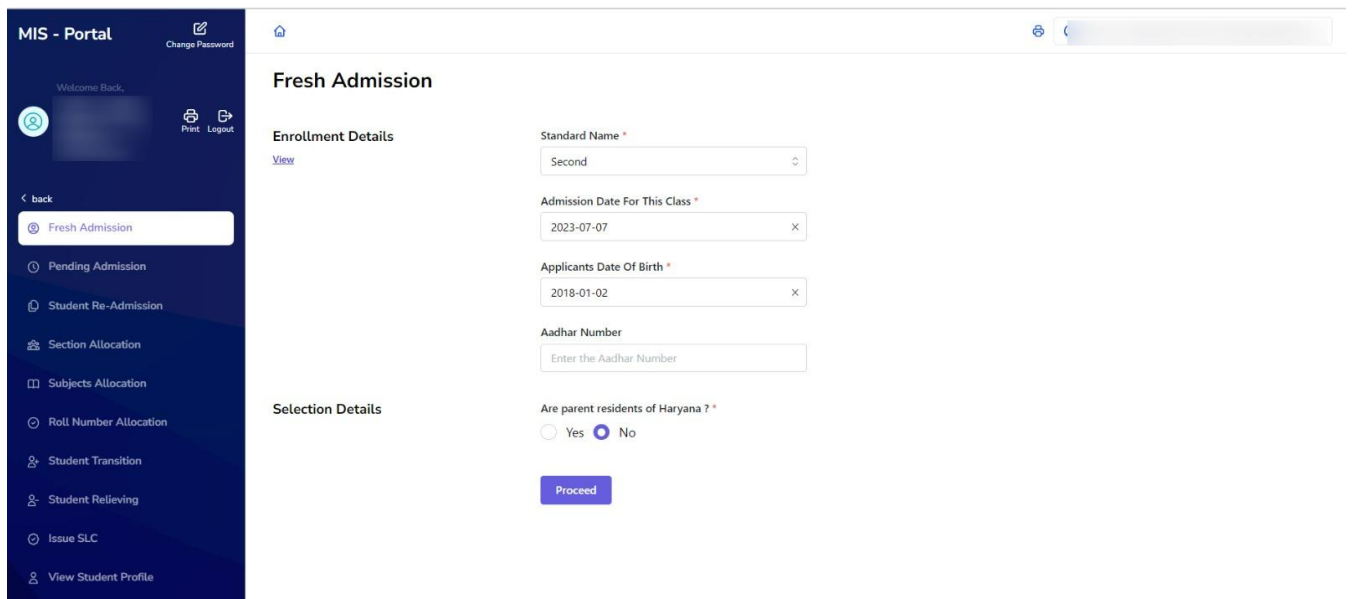 MIS - Portal
Change Password
Welcome Back,
Print Logout
< back
Fresh Admission
Pending Admission
Student Re-Admission
Section Allocation
Subjects Allocation
Roll Number Allocation
Student Transition
Student Relieving
Issue SLC
View Student Profile
Fresh Admission
Enrollment Details
View
Standard Name *
Second
Admission Date For This Class *
2023-07-07
Applicants Date Of Birth *
2018-01-02
Aadhar Number
Enter the Aadhar Number
Selection Details
Are parent residents of Haryana ? *
Yes No
Proceed